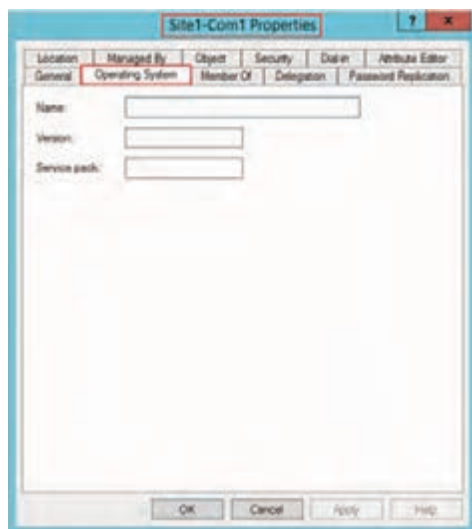 Site1-Com1 Properties
? x
Location Managed By Object Security Dial-in Attribute Editor
General Operating System Member Of Delegation Password Replication
Name:
Version:
Service pack:
OK Cancel Apply Help